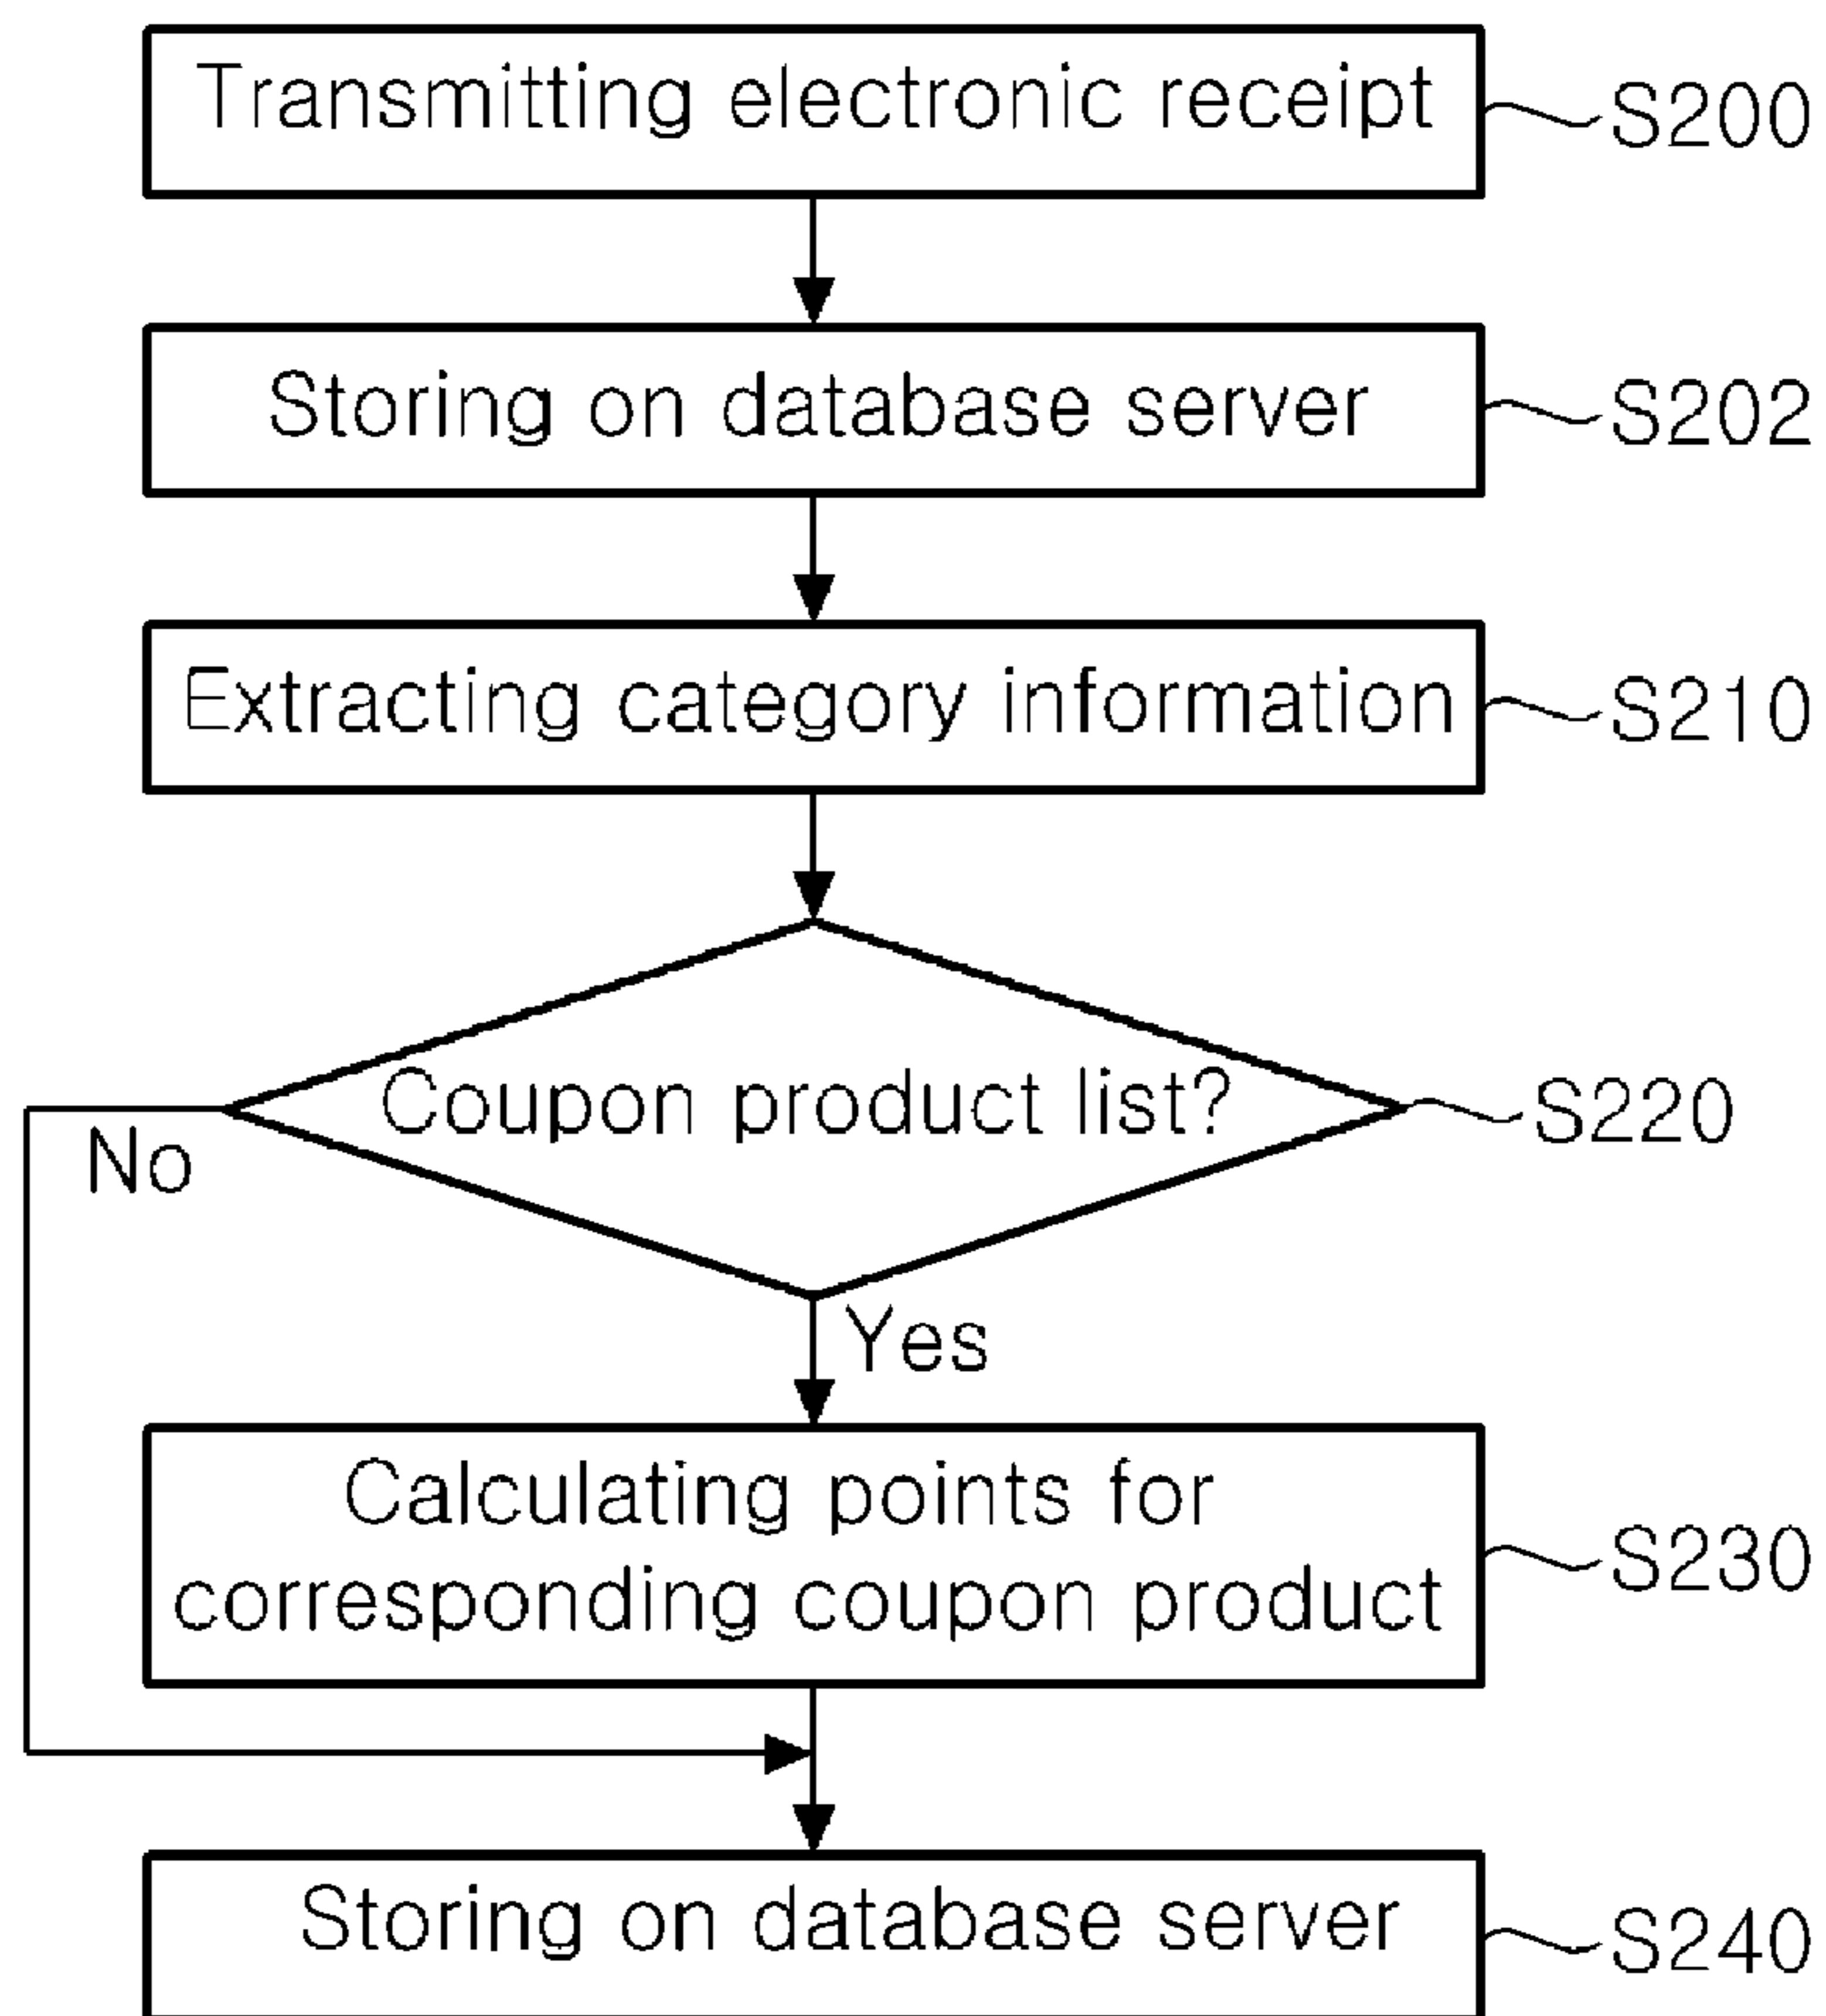 Transmitting electronic receipt
S200
Storing on database server
S202
Extracting category information
S210
Coupon product list?
S220
No
Yes
Calculating points for
corresponding coupon product
S230
Storing on database server
S240